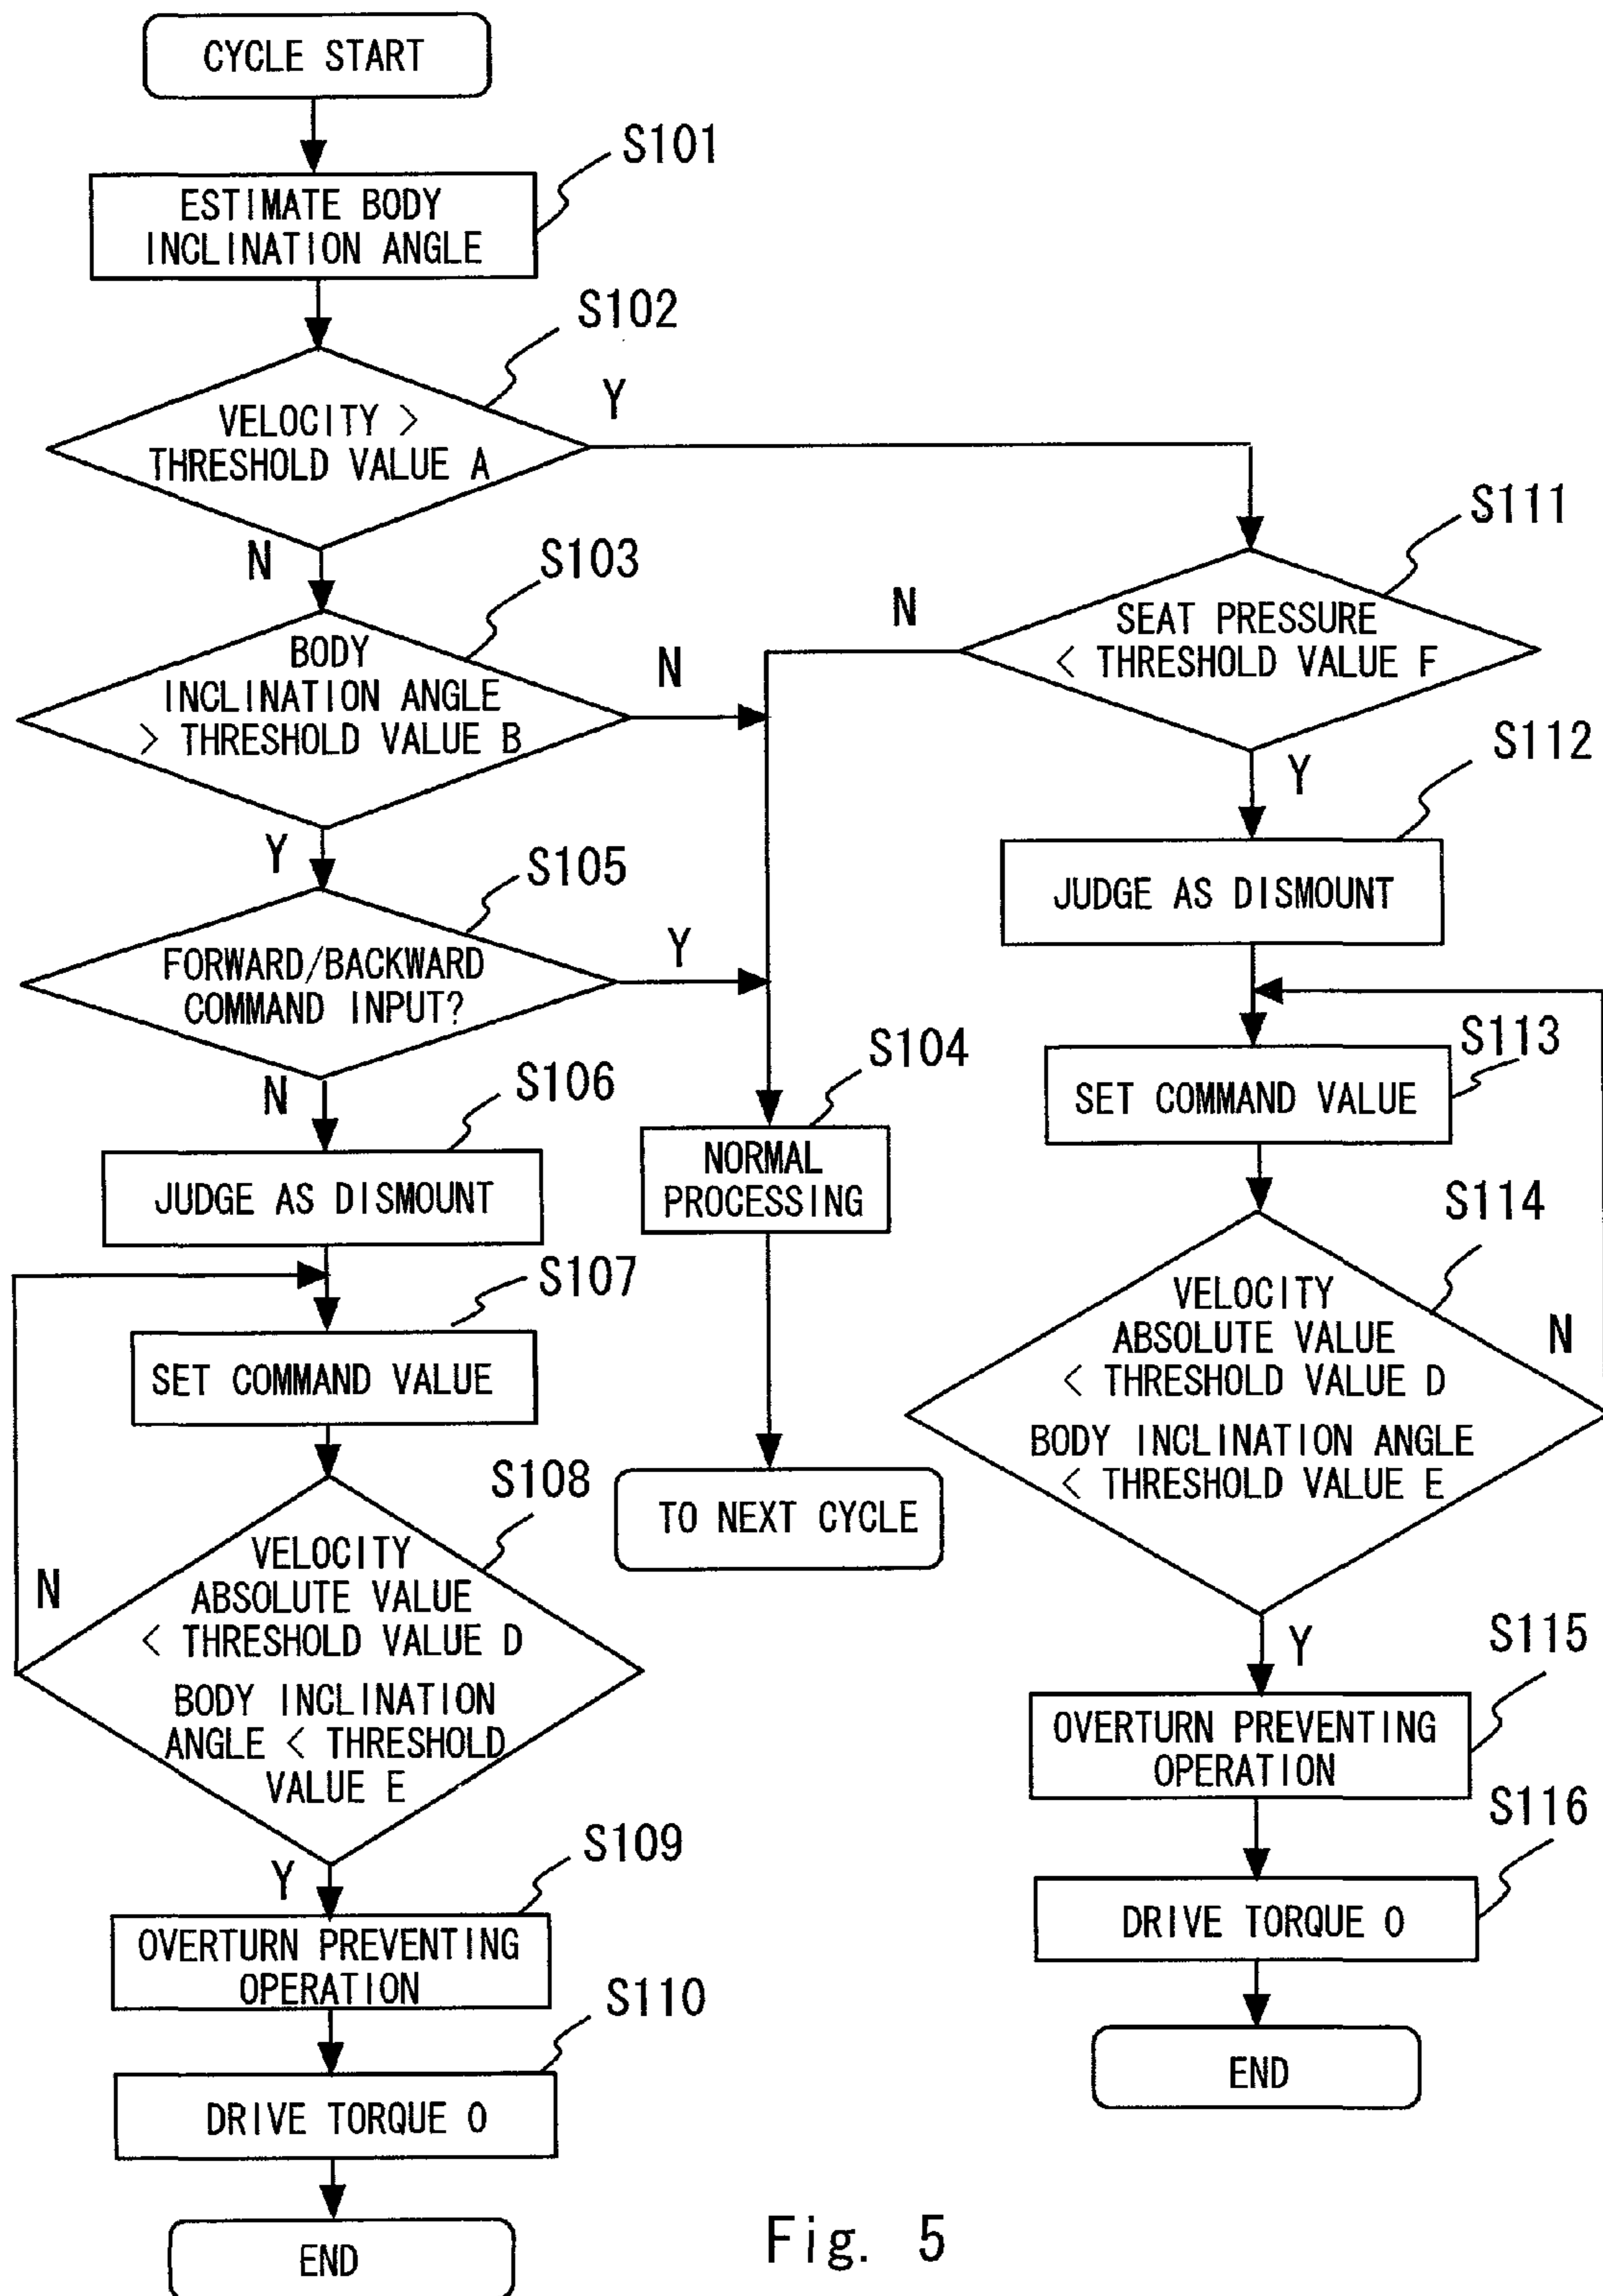 CYCLE START
S101
ESTIMATE BODY
INCLINATION ANGLE
S102
VELOCITY >
THRESHOLD VALUE A
Y
N
S103
BODY
INCLINATION ANGLE
> THRESHOLD VALUE B
N
Y
S105
FORWARD/BACKWARD
COMMAND INPUT?
Y
N
S106
JUDGE AS DISMOUNT
S107
SET COMMAND VALUE
S108
VELOCITY
ABSOLUTE VALUE
< THRESHOLD VALUE D
BODY INCLINATION
ANGLE < THRESHOLD
VALUE E
N
Y
S109
OVERTURN PREVENTING
OPERATION
S110
DRIVE TORQUE 0
END
S104
NORMAL
PROCESSING
TO NEXT CYCLE
S111
SEAT PRESSURE
< THRESHOLD VALUE F
N
Y
S112
JUDGE AS DISMOUNT
S113
SET COMMAND VALUE
S114
VELOCITY
ABSOLUTE VALUE
< THRESHOLD VALUE D
BODY INCLINATION ANGLE
< THRESHOLD VALUE E
N
Y
S115
OVERTURN PREVENTING
OPERATION
S116
DRIVE TORQUE 0
END
Fig. 5